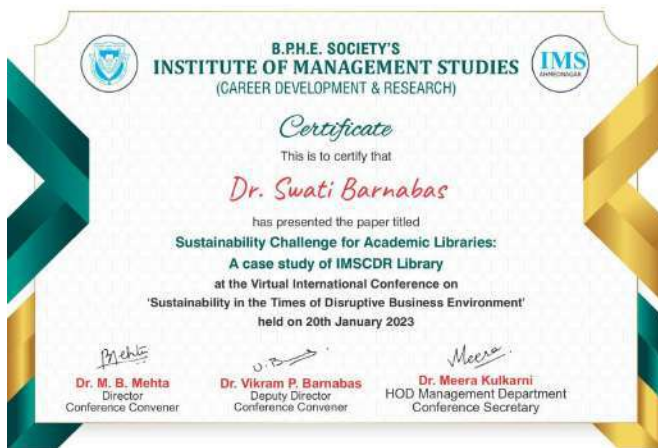 B.P.H.E. SOCIETY'S
INSTITUTE OF MANAGEMENT STUDIES
(CAREER DEVELOPMENT & RESEARCH)
IMS
AHMEDNAGAR
Certificate
This is to certify that
Dr. Swati Barnabas
has presented the paper titled
Sustainability Challenge for Academic Libraries:
A case study of IMSCDR Library
at the Virtual International Conference on
'Sustainability in the Times of Disruptive Business Environment'
held on 20th January 2023
Mehta
Dr. M. B. Mehta
Director
Conference Convener
Dr. Vikram P. Barnabas
Deputy Director
Conference Convener
Meera
Dr. Meera Kulkarni
HOD Management Department
Conference Secretary